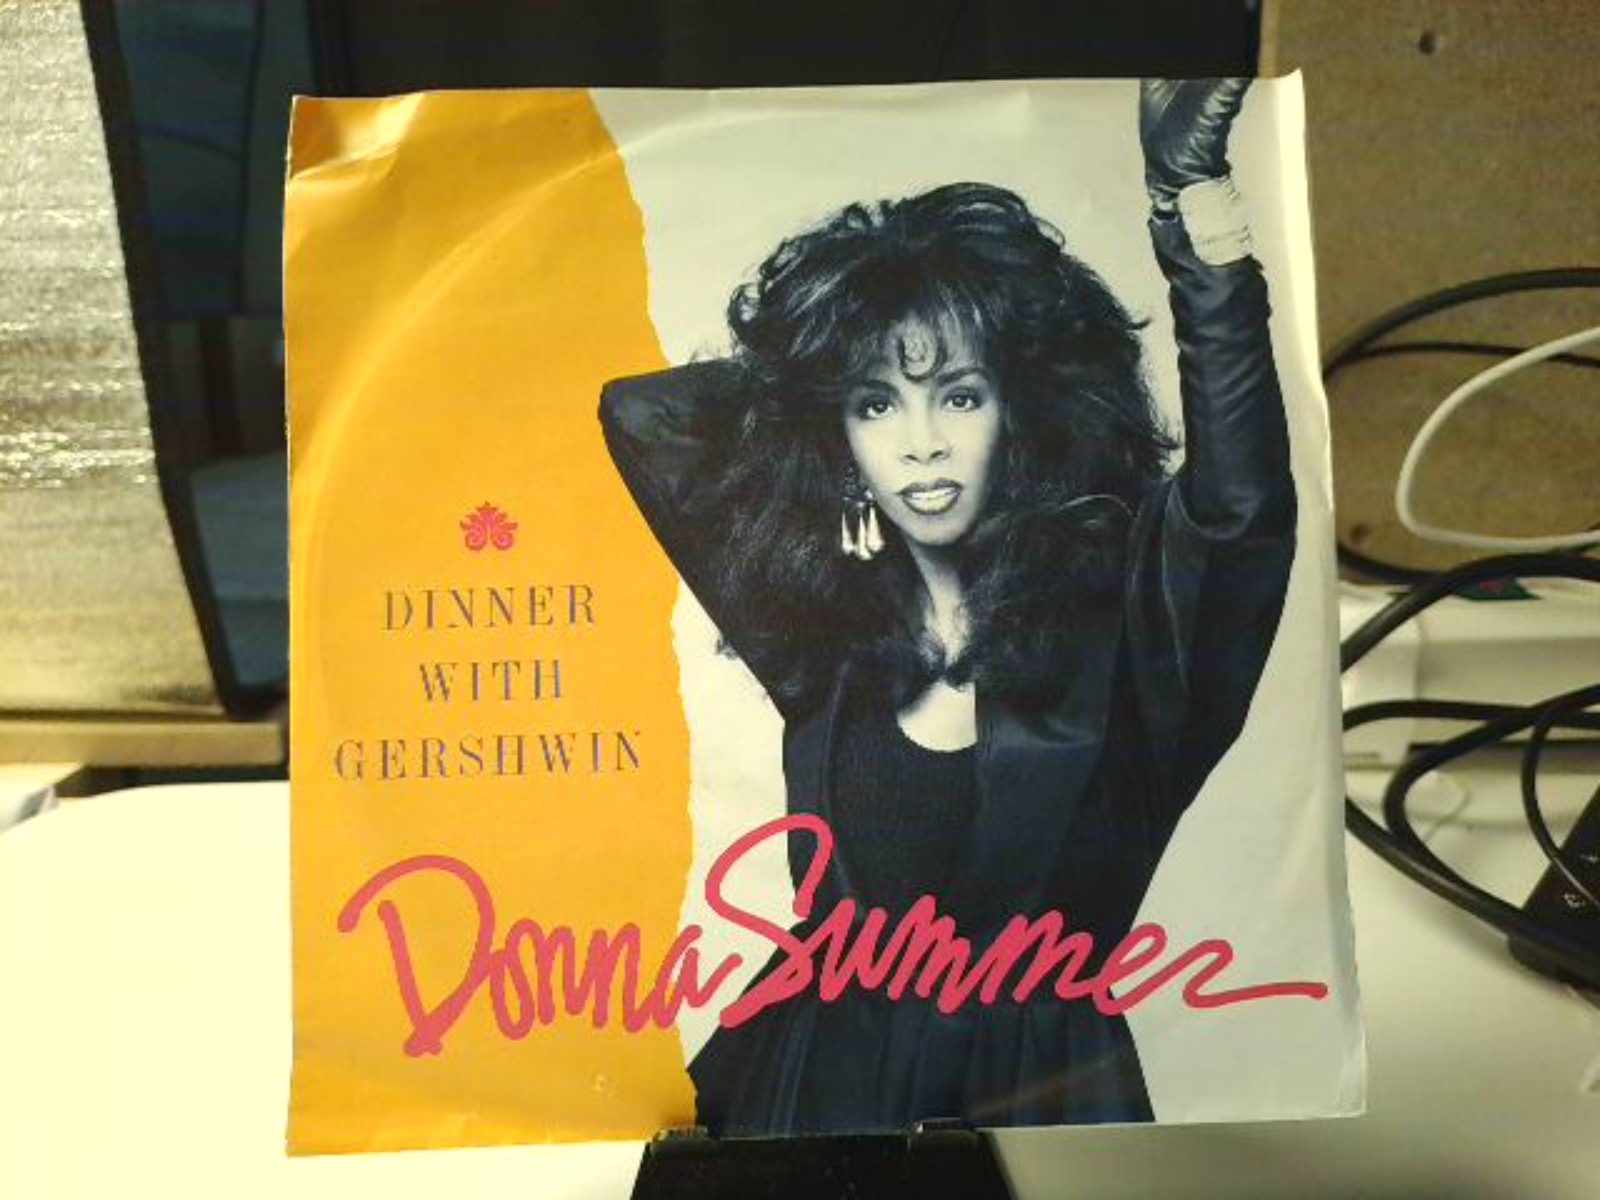 DINNER
WITH
GERSHWIN
Donna Summer